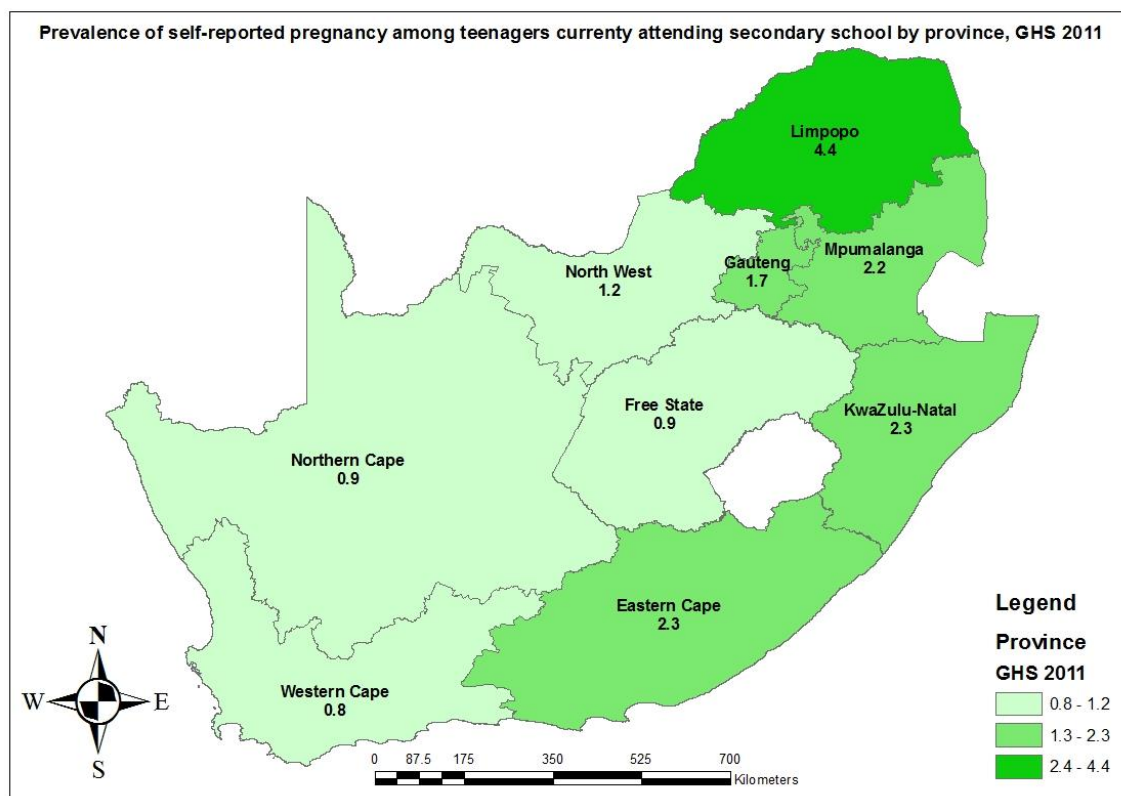 Prevalence of self-reported pregnancy among teenagers currenty attending secondary school by province, GHS 2011
Limpopo
4.4
Mpumalanga
2.2
Gauteng
1.7
North West
1.2
Free State
0.9
KwaZulu-Natal
2.3
Northern Cape
0.9
Eastern Cape
2.3
Western Cape
0.8
N
W E
S
Legend
Province
GHS 2011
0.8 - 1.2
1.3 - 2.3
2.4 - 4.4
0 87.5 175 350 525 700
Kilometers